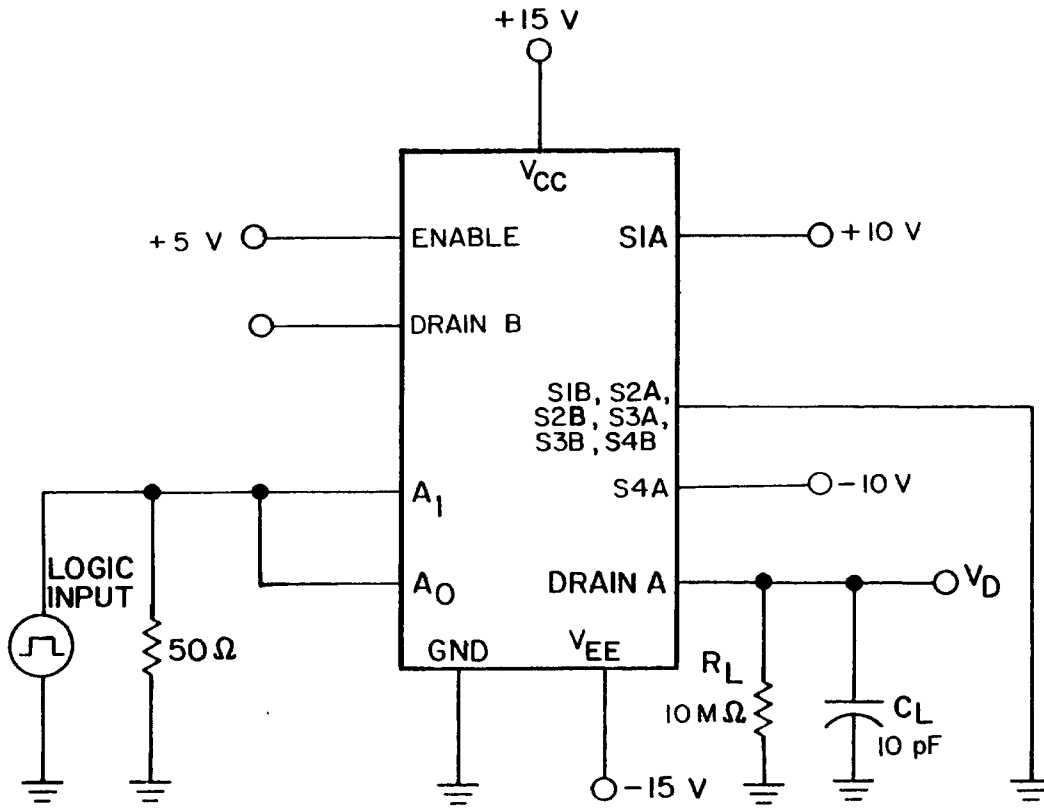 +15 V
VCC
+5 V
ENABLE
S1A
+10 V
DRAIN B
S1B, S2A,
S2B, S3A,
S3B, S4B
A1
S4A
-10 V
LOGIC
INPUT
A0
DRAIN A
VD
50Ω
GND
VEE
RL
10 MΩ
CL
10 pF
-15 V